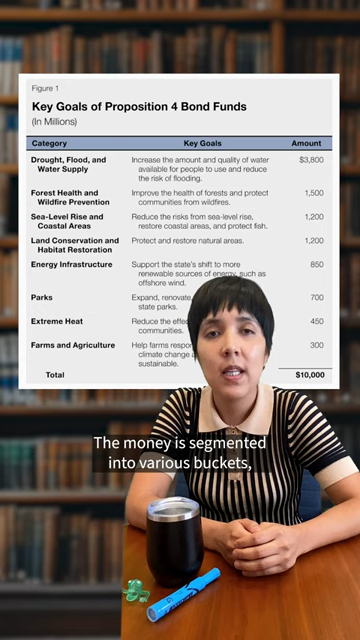 Figure 1
Key Goals of Proposition 4 Bond Funds
(In Millions)
Category Key Goals Amount
Drought, Flood, and Water Supply Increase the amount and quality of water $3,800
available for people to use and reduce
the risk of flooding.
Forest Health and Improve the health of forests and protect 1,500
Wildfire Prevention communities from wildfires.
Sea-Level Rise and Reduce the risks from sea-level rise, 1,200
Coastal Areas restore coastal areas, and protect fish.
Land Conservation and Protect and restore natural areas. 1,200
Habitat Restoration
Energy Infrastructure Support the state's shift to more 850
renewable sources of energy, such as
offshore wind.
Parks Expand, renovate, 700
state parks.
Extreme Heat Reduce the 450
communities.
Farms and Agriculture Help farms 300
climate change
sustainable.
Total $10,000
The money is segmented
into various buckets,